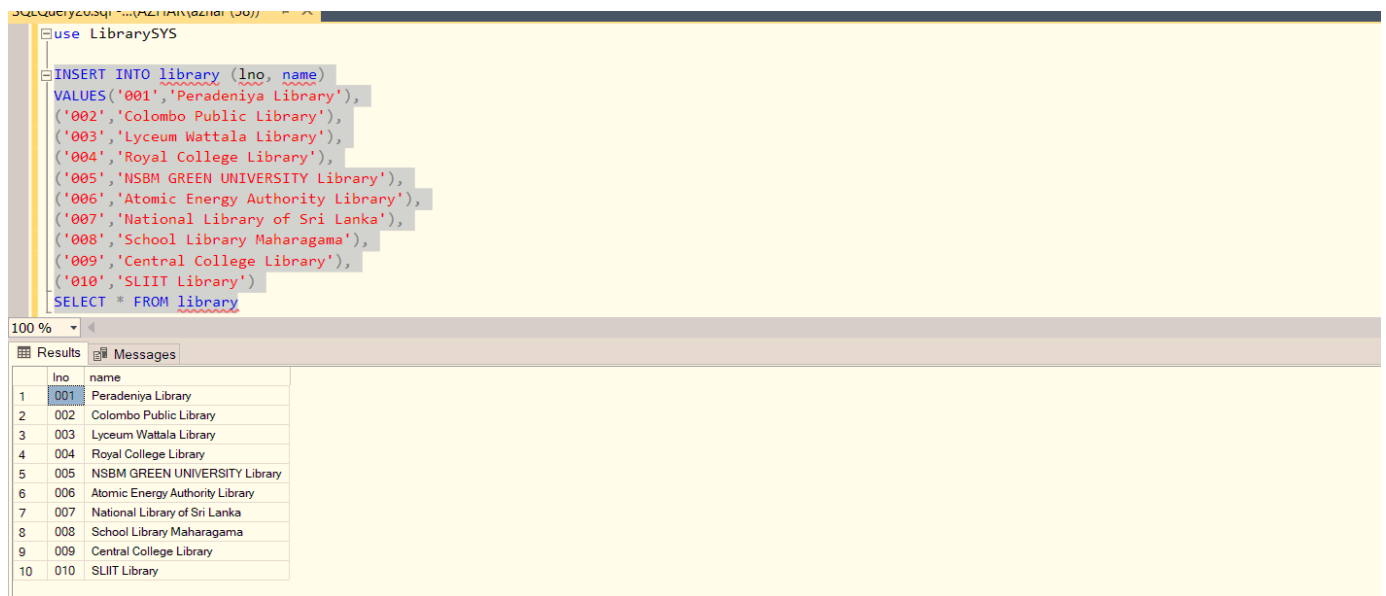 SQLQuery26.sql -...(AZHAR\azhar (58))
use LibrarySYS
INSERT INTO library (lno, name)
VALUES('001','Peradeniya Library'),
('002','Colombo Public Library'),
('003','Lyceum Wattala Library'),
('004','Royal College Library'),
('005','NSBM GREEN UNIVERSITY Library'),
('006','Atomic Energy Authority Library'),
('007','National Library of Sri Lanka'),
('008','School Library Maharagama'),
('009','Central College Library'),
('010','SLIIT Library')
SELECT * FROM library
100 %
Results Messages
lno name
1 001 Peradeniya Library
2 002 Colombo Public Library
3 003 Lyceum Wattala Library
4 004 Royal College Library
5 005 NSBM GREEN UNIVERSITY Library
6 006 Atomic Energy Authority Library
7 007 National Library of Sri Lanka
8 008 School Library Maharagama
9 009 Central College Library
10 010 SLIIT Library